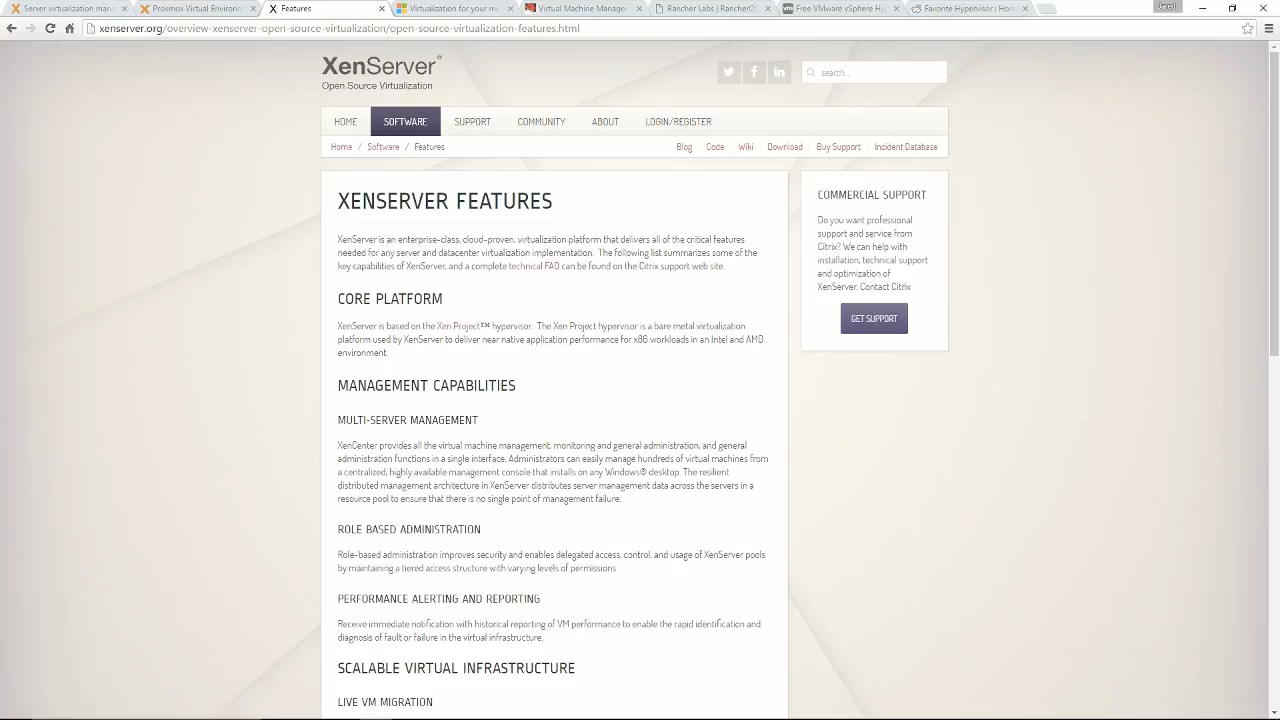 Server virtualization mana
Proxmox Virtual Environ
Features
Virtualization for your mo
Virtual Machine Manage
Rancher Labs | RancherO
Free VMware vSphere Hy
Favorite Hypervisor : Hom
Jared
xenserver.org/overview-xenserver-open-source-virtualization/open-source-virtualization-features.html
XenServer®
Open Source Virtualization
search...
HOME SOFTWARE SUPPORT COMMUNITY ABOUT LOGIN/REGISTER
Home / Software / Features
Blog Code Wiki Download Buy Support Incident Database
XENSERVER FEATURES
XenServer is an enterprise-class, cloud-proven, virtualization platform that delivers all of the critical features
needed for any server and datacenter virtualization implementation. The following list summarizes some of the
key capabilities of XenServer, and a complete technical FAQ can be found on the Citrix support web site.
CORE PLATFORM
XenServer is based on the Xen Project™ hypervisor. The Xen Project hypervisor is a bare metal virtualization
platform used by XenServer to deliver near native application performance for x86 workloads in an Intel and AMD
environment.
MANAGEMENT CAPABILITIES
MULTI-SERVER MANAGEMENT
XenCenter provides all the virtual machine management, monitoring and general administration, and general
administration functions in a single interface. Administrators can easily manage hundreds of virtual machines from
a centralized, highly available management console that installs on any Windows® desktop. The resilient
distributed management architecture in XenServer distributes server management data across the servers in a
resource pool to ensure that there is no single point of management failure.
ROLE BASED ADMINISTRATION
Role-based administration improves security and enables delegated access, control, and usage of XenServer pools
by maintaining a tiered access structure with varying levels of permissions
PERFORMANCE ALERTING AND REPORTING
Receive immediate notification with historical reporting of VM performance to enable the rapid identification and
diagnosis of fault or failure in the virtual infrastructure.
SCALABLE VIRTUAL INFRASTRUCTURE
LIVE VM MIGRATION
COMMERCIAL SUPPORT
Do you want professional
support and service from
Citrix? We can help with
installation, technical support
and optimization of
XenServer. Contact Citrix
GET SUPPORT